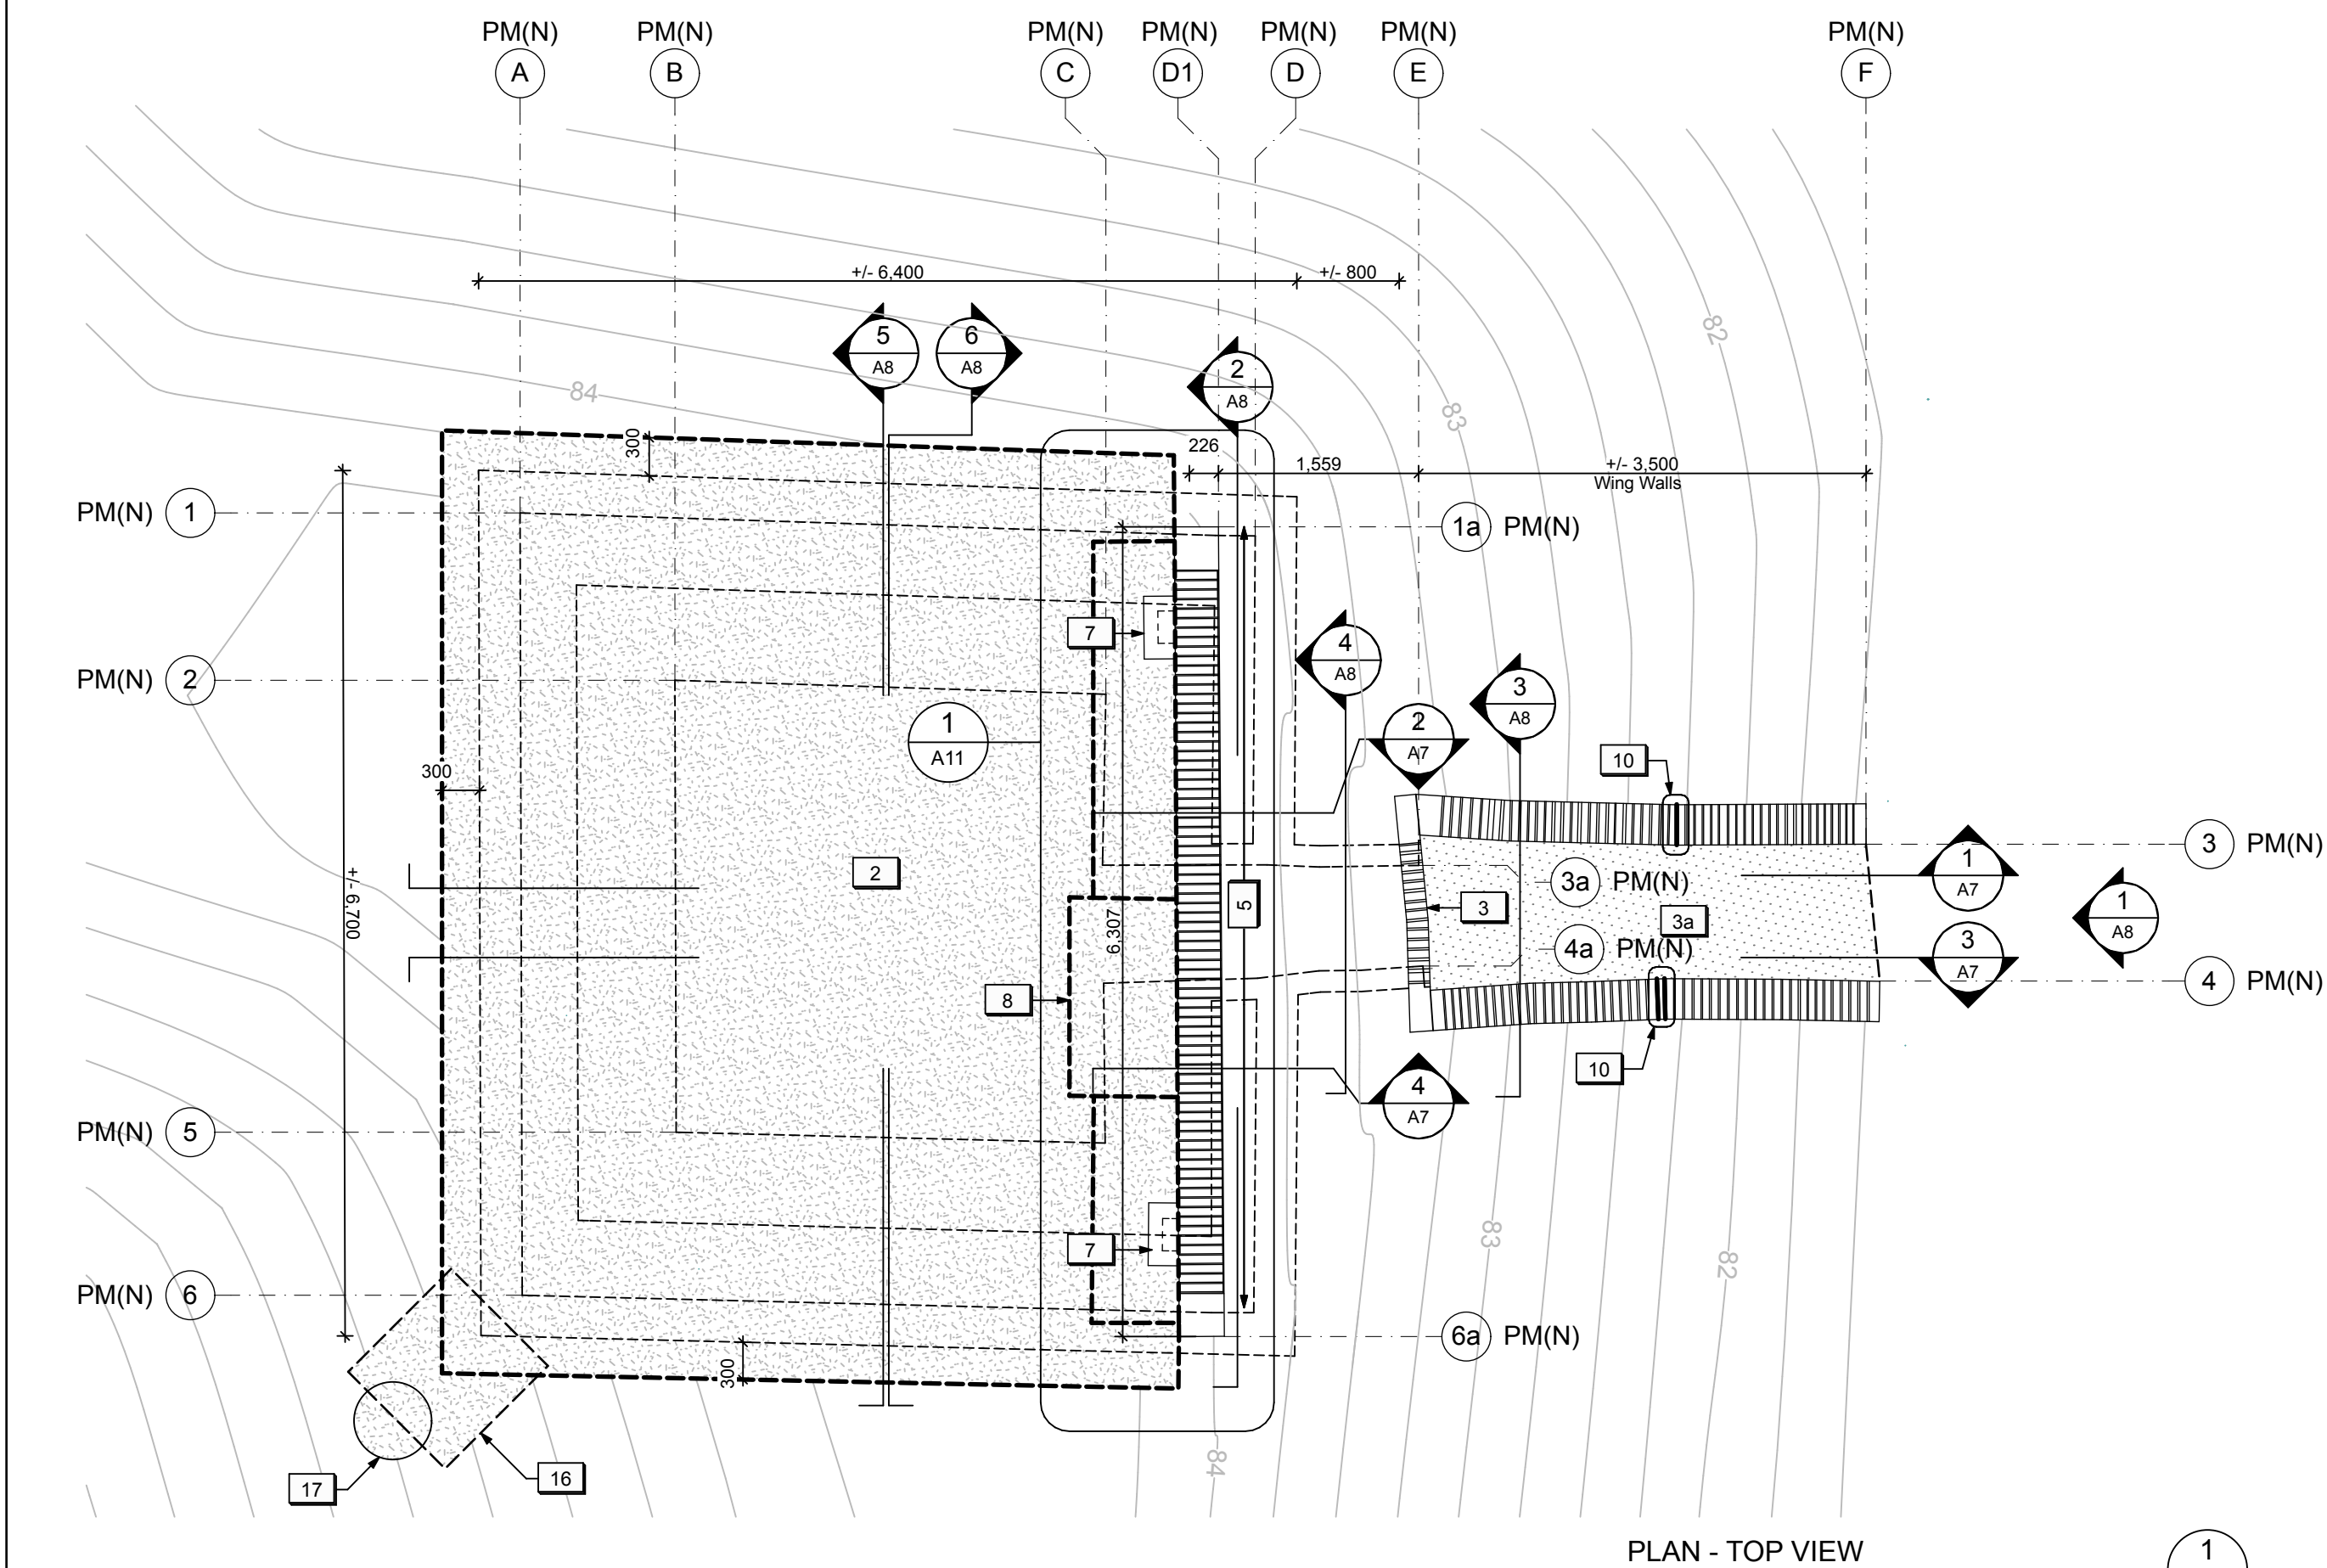 PM(N) PM(N) PM(N) PM(N) PM(N) PM(N) PM(N)
A B C D1 D E F
+/- 6,400 +/- 800
82
5 6
A8 A8
2
A8
84
83
300
226
1,559
+/- 3,500
Wing Walls
PM(N) 1
1a PM(N)
7
4
A8
PM(N) 2
3
A8
1
A11
2
A7
10
300
3 PM(N)
2
1
A7
3a PM(N)
+/- 6,700
6,307
5
3
3a
1
A8
4a PM(N)
3
A7
4 PM(N)
8
10
4
A7
PM(N) 5
83
7
82
PM(N) 6
6a PM(N)
300
84
17
16
PLAN - TOP VIEW
1